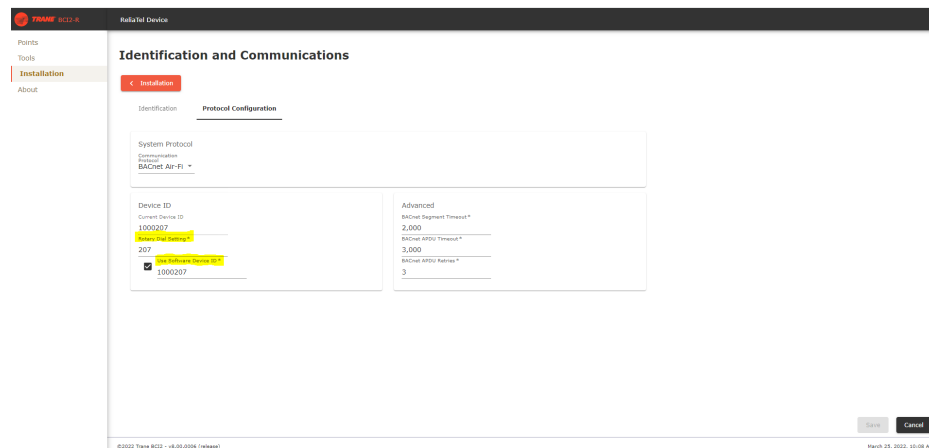 TRANE BCI2-R
ReliaTel Device
Points
Tools
Installation
About
Identification and Communications
< Installation
Identification Protocol Configuration
System Protocol
Communication
Protocol
BACnet Air-Fi
Device ID
Current Device ID
1000207
Rotary Dial Setting *
207
Use Software Device ID *
1000207
Advanced
BACnet Segment Timeout *
2,000
BACnet APDU Timeout *
3,000
BACnet APDU Retries *
3
Save Cancel
©2022 Trane BCI2 - v6.00.0006 (release)
March 25, 2022, 10:08 A